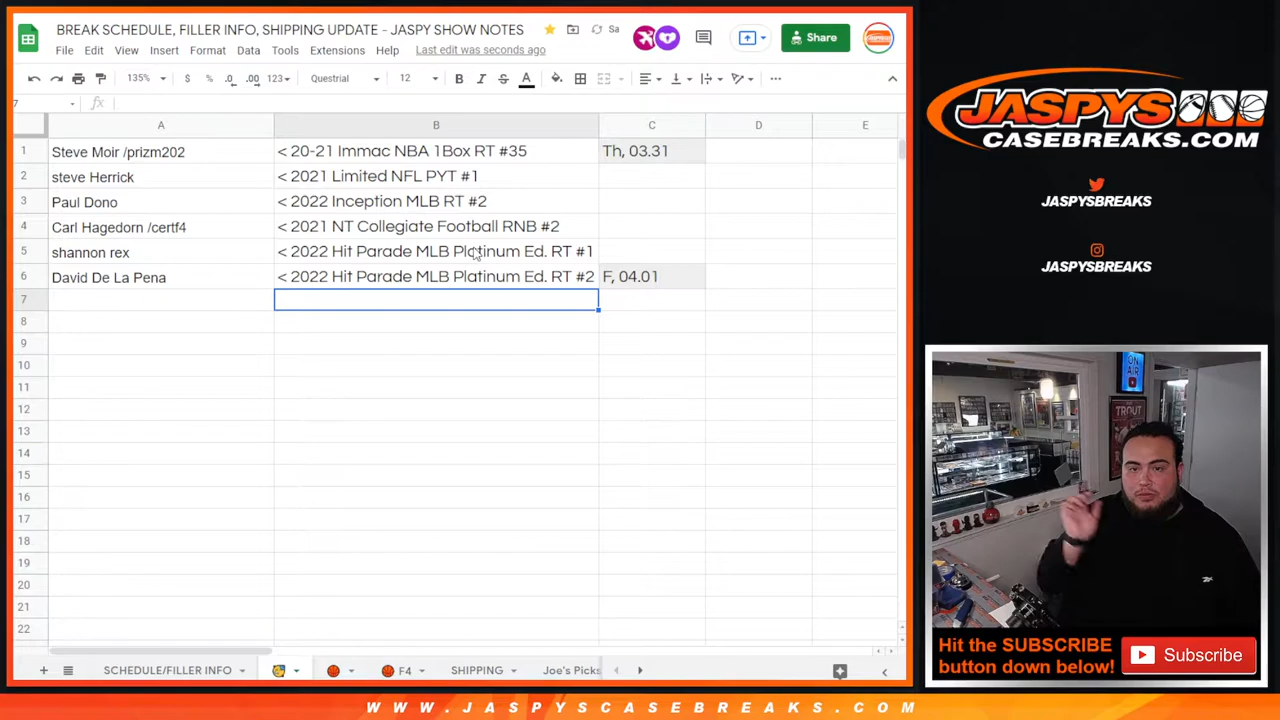 BREAK SCHEDULE, FILLER INFO, SHIPPING UPDATE - JASPY SHOW NOTES
Sa
Share
File Edit View Insert Format Data Tools Extensions Help Last edit was seconds ago
135% $ % .0 .00 123 Questrial 12 B I S A
7 fx
A B C D E
1 Steve Moir /prizm202 < 20-21 Immac NBA 1Box RT #35 Th, 03.31
2 steve Herrick < 2021 Limited NFL PYT #1
3 Paul Dono < 2022 Inception MLB RT #2
4 Carl Hagedorn /certf4 < 2021 NT Collegiate Football RNB #2
5 shannon rex < 2022 Hit Parade MLB Platinum Ed. RT #1
6 David De La Pena < 2022 Hit Parade MLB Platinum Ed. RT #2 F, 04.01
7
8
9
10
11
12
13
14
15
16
17
18
19
20
21
22
SCHEDULE/FILLER INFO F4 SHIPPING Joe's Picks
JASPYS
CASEBREAKS.COM
JASPYSBREAKS
JASPYSBREAKS
ON AIR
TROUT
Hit the SUBSCRIBE
button down below!
Subscribe
WWW.JASPYSCASEBREAKS.COM